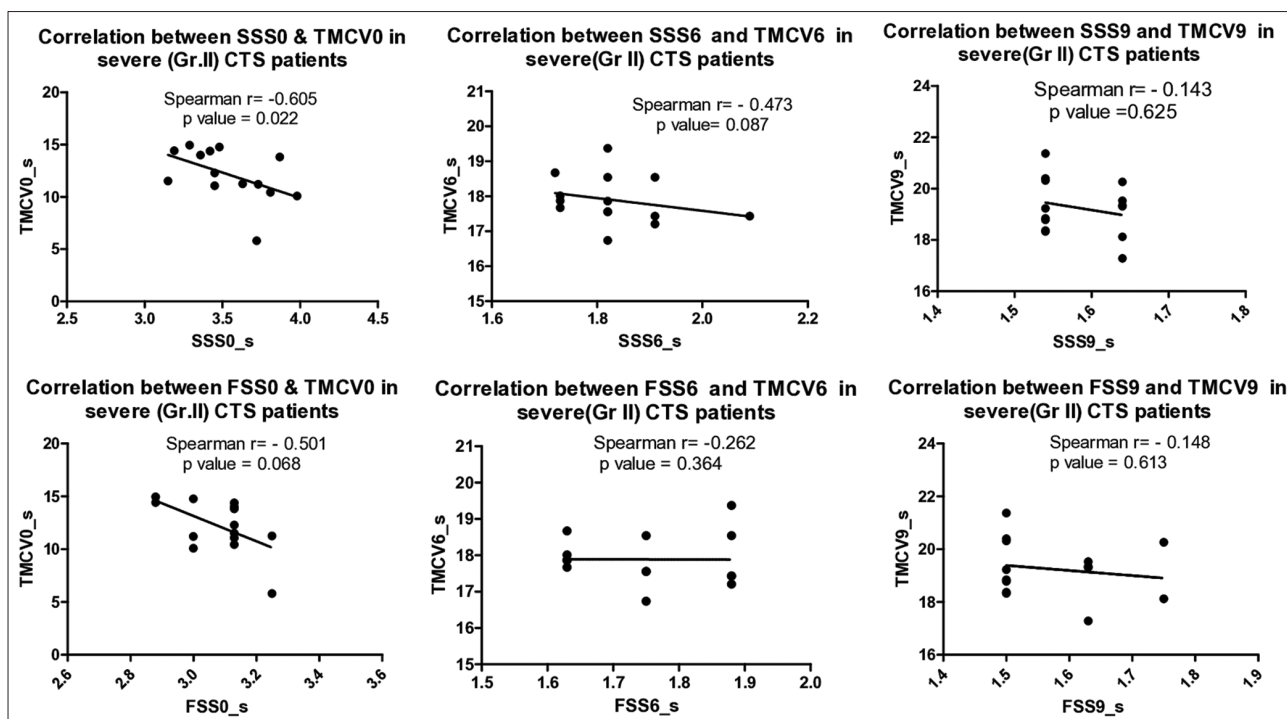 Correlation between SSS0 & TMCV0 in
severe (Gr.II) CTS patients
Spearman r= -0.605
p value = 0.022
TMCV0_s
20
15
10
5
0
2.5 3.0 3.5 4.0 4.5
SSS0_s
Correlation between SSS6 and TMCV6 in
severe(Gr II) CTS patients
Spearman r= - 0.473
p value= 0.087
TMCV6_s
21
20
19
18
17
16
15
1.6 1.8 2.0 2.2
SSS6_s
Correlation between SSS9 and TMCV9 in
severe(Gr II) CTS patients
Spearman r= - 0.143
p value =0.625
TMCV9_s
24
22
20
18
16
1.4 1.5 1.6 1.7 1.8
SSS9_s
Correlation between FSS0 & TMCV0 in
severe (Gr.II) CTS patients
Spearman r= - 0.501
p value = 0.068
TMCV0_s
20
15
10
5
0
2.6 2.8 3.0 3.2 3.4 3.6
FSS0_s
Correlation between FSS6 and TMCV6 in
severe(Gr II) CTS patients
Spearman r= -0.262
p value = 0.364
TMCV6_s
21
20
19
18
17
16
15
1.5 1.6 1.7 1.8 1.9 2.0
FSS6_s
Correlation between FSS9 and TMCV9 in
severe(Gr II) CTS patients
Spearman r= - 0.148
p value = 0.613
TMCV9_s
24
22
20
18
16
1.4 1.5 1.6 1.7 1.8
FSS9_s